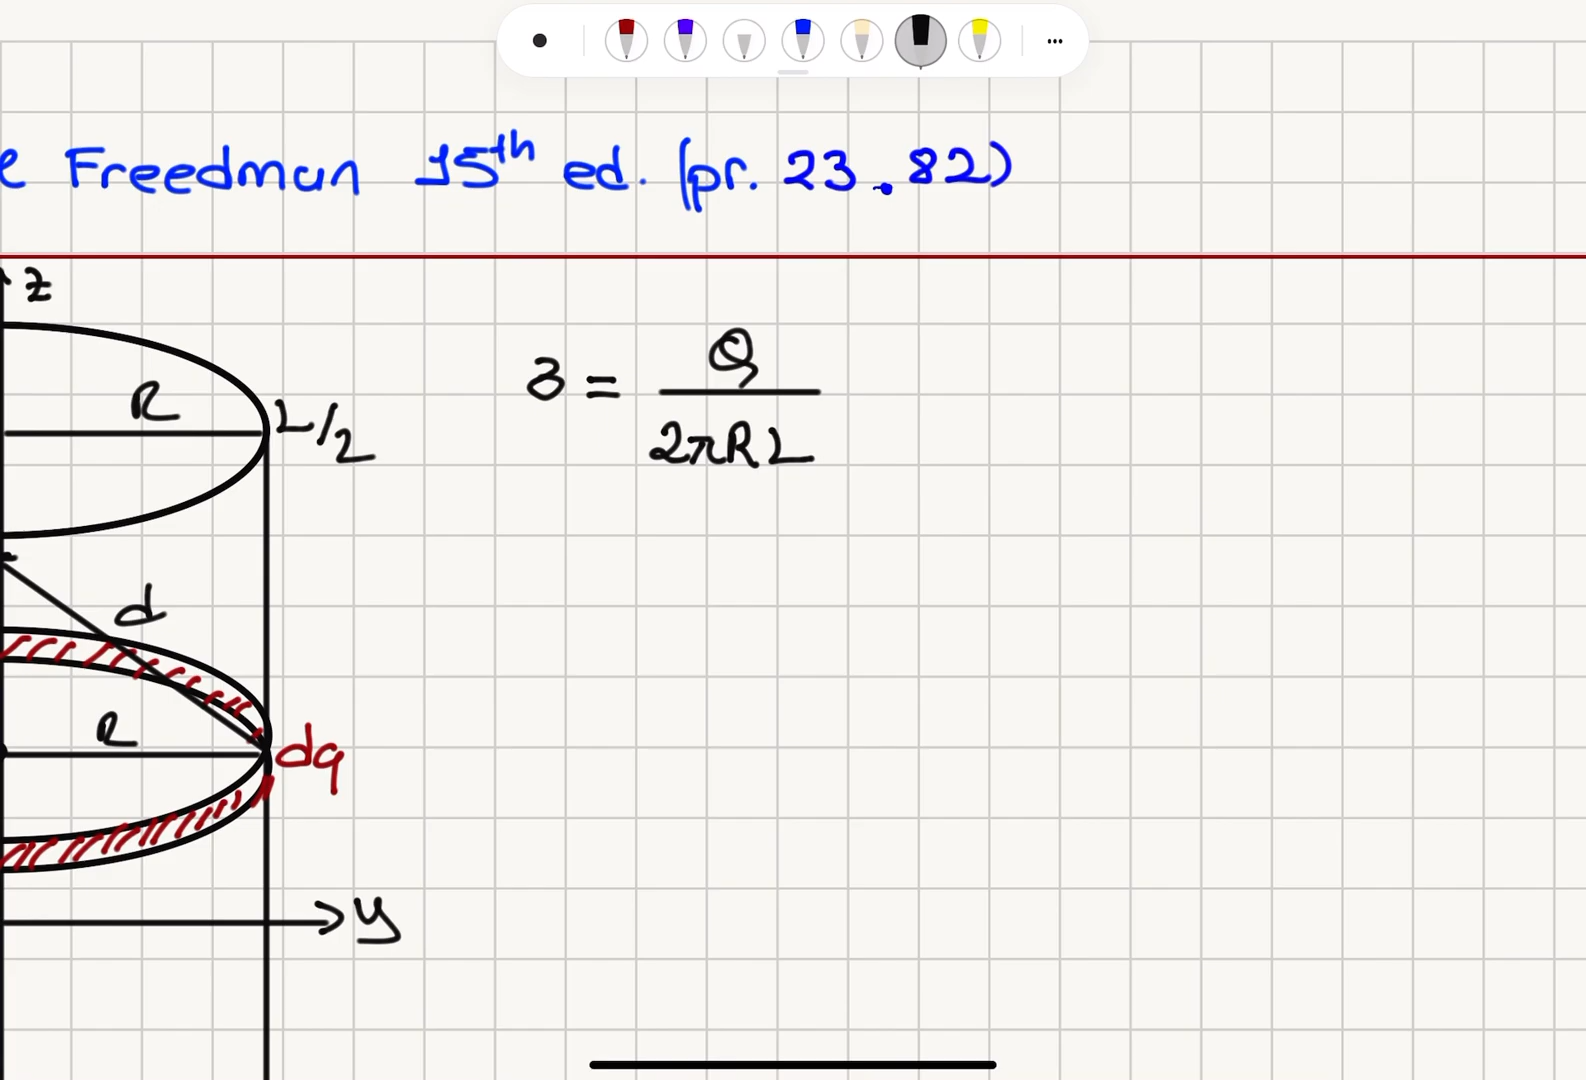 e Freedman 15th ed. (pr. 23.82)
z
R
L/2
σ = Q / 2πRL
d
R
dq
y